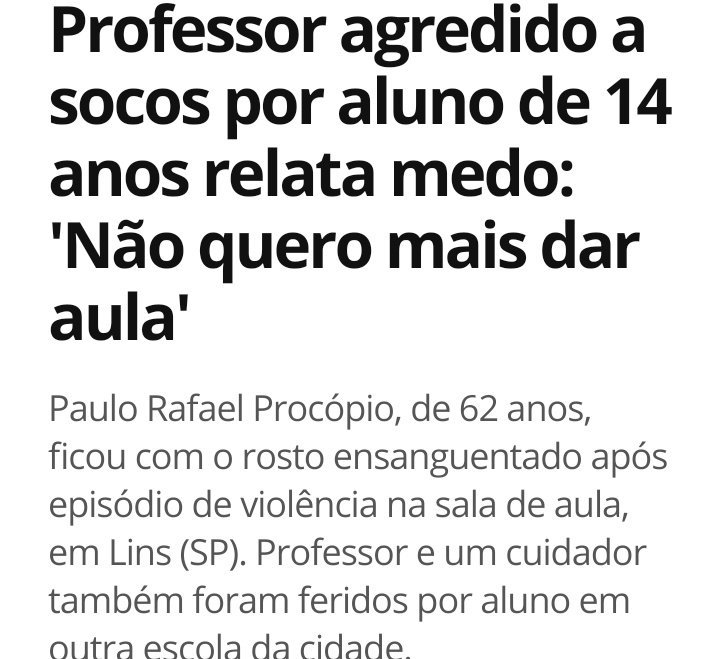 Professor agredido a
socos por aluno de 14
anos relata medo:
'Não quero mais dar
aula'
Paulo Rafael Procópio, de 62 anos,
ficou com o rosto ensanguentado após
episódio de violência na sala de aula,
em Lins (SP). Professor e um cuidador
também foram feridos por aluno em
outra escola da cidade.